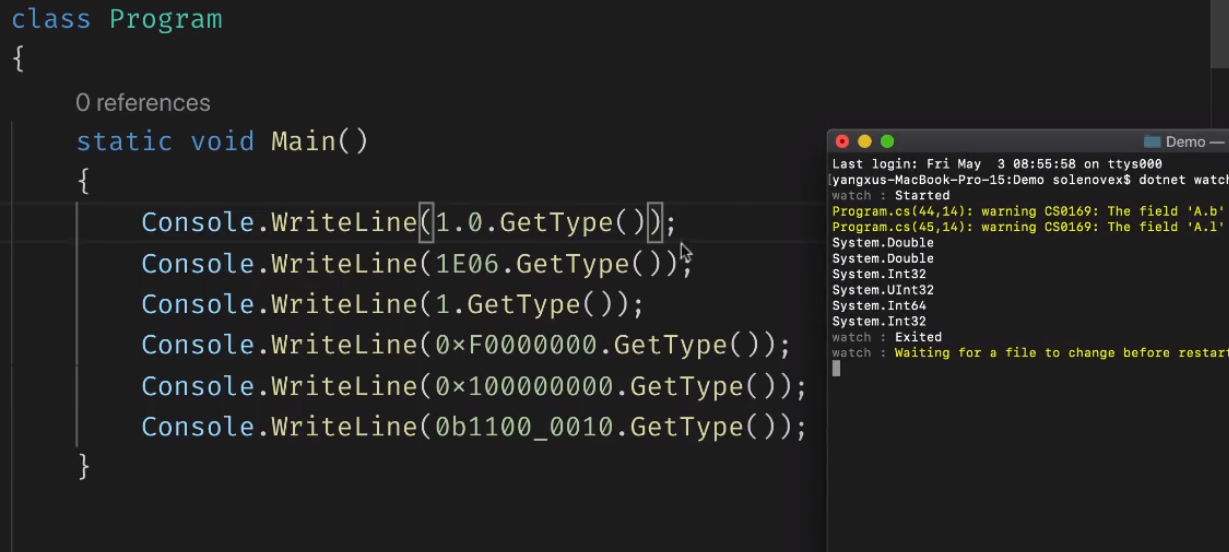 class Program
{
0 references
static void Main()
{
Console.WriteLine(1.0.GetType());
Console.WriteLine(1E06.GetType());
Console.WriteLine(1.GetType());
Console.WriteLine(0xF0000000.GetType());
Console.WriteLine(0x100000000.GetType());
Console.WriteLine(0b1100_0010.GetType());
}
Demo —
Last login: Fri May  3 08:55:58 on ttys000
[yangxus-MacBook-Pro-15:Demo solenovex$ dotnet watch
watch : Started
Program.cs(44,14): warning CS0169: The field 'A.b'
Program.cs(45,14): warning CS0169: The field 'A.l'
System.Double
System.Double
System.Int32
System.UInt32
System.Int64
System.Int32
watch : Exited
watch : Waiting for a file to change before restart